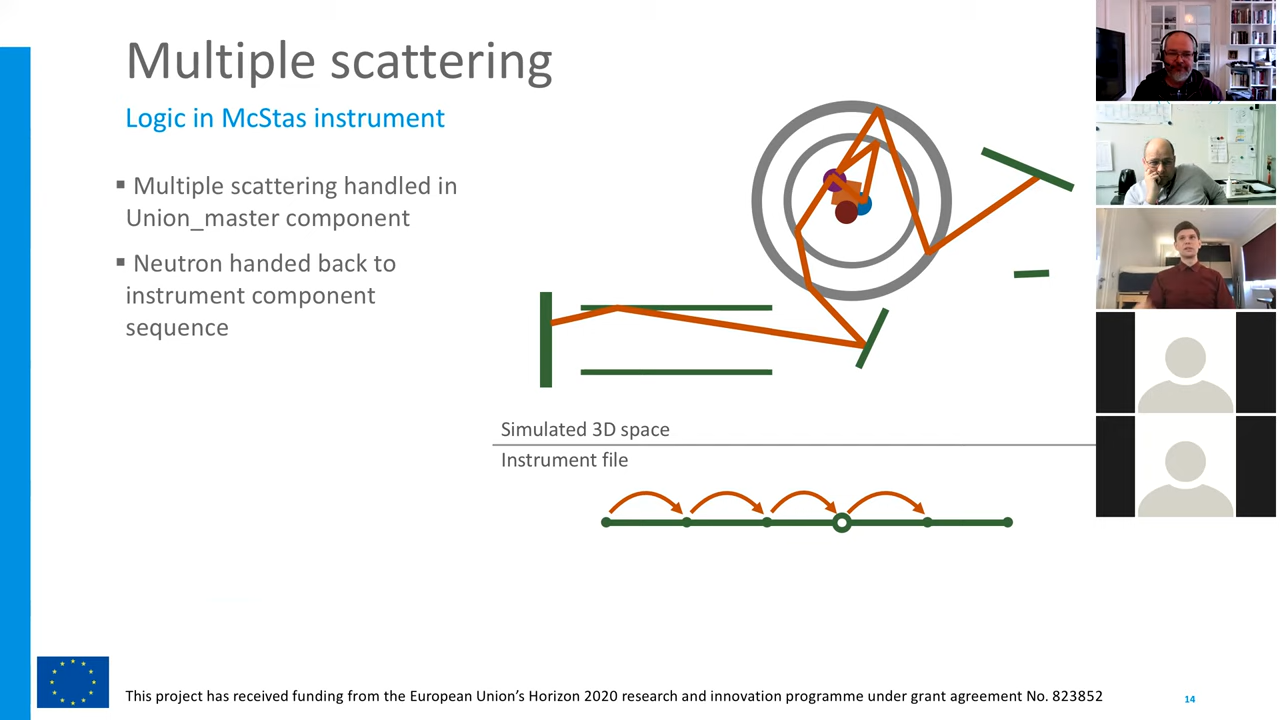 Multiple scattering
Logic in McStas instrument
▪ Multiple scattering handled in
Union_master component
▪ Neutron handed back to
instrument component
sequence
Simulated 3D space
Instrument file
This project has received funding from the European Union's Horizon 2020 research and innovation programme under grant agreement No. 823852
14